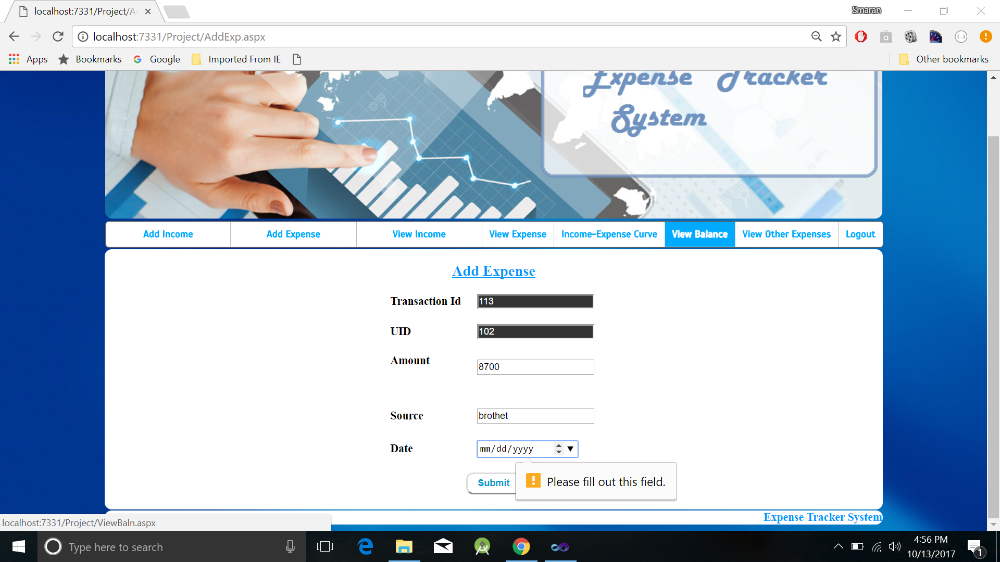 localhost:7331/Project/A
Smaran
localhost:7331/Project/AddExp.aspx
Apps Bookmarks Google Imported From IE Other bookmarks
Expense Tracker
System
Add Income Add Expense View Income View Expense Income-Expense Curve View Balance View Other Expenses Logout
Add Expense
Transaction Id 113
UID 102
Amount 8700
Source brothet
Date mm/dd/yyyy
Submit
Please fill out this field.
Expense Tracker System
localhost:7331/Project/ViewBaln.aspx
Type here to search
4:56 PM
10/13/2017
1